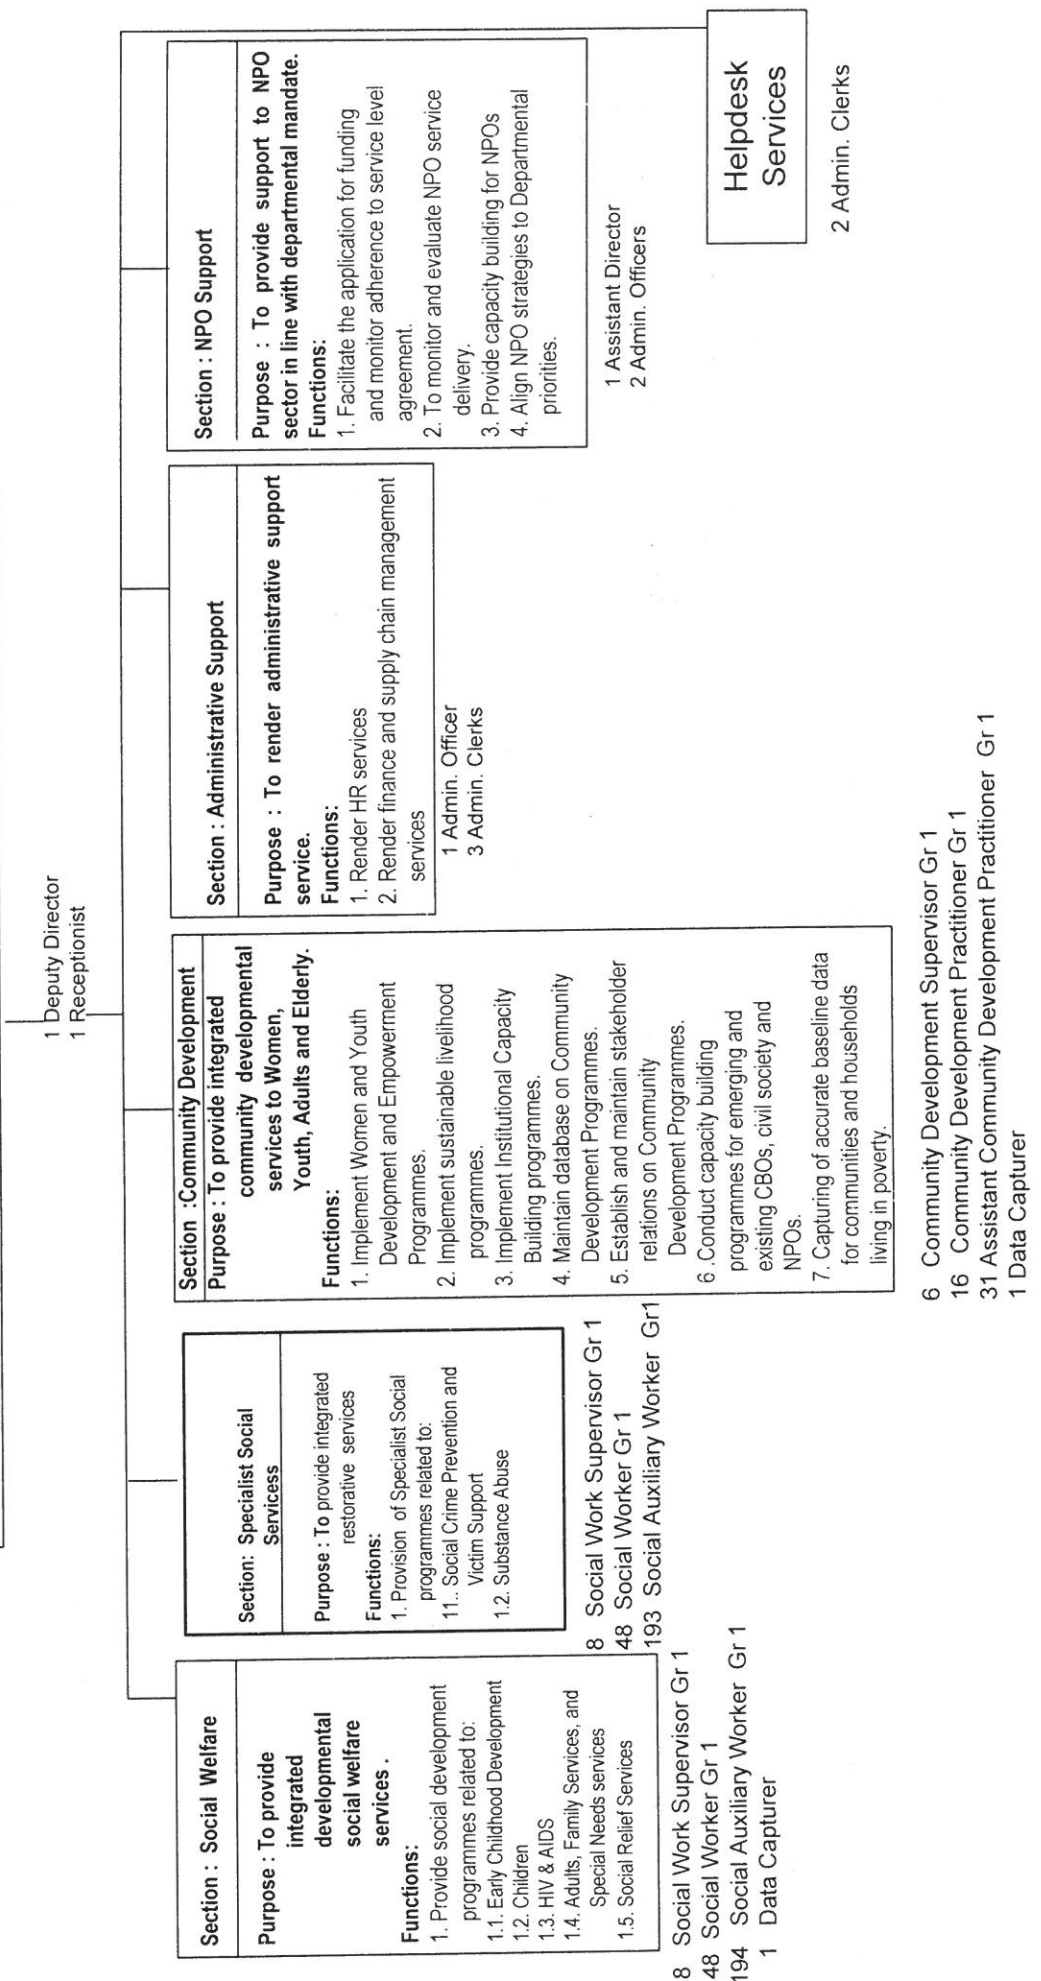 1 Deputy Director
1 Receptionist
Section : Social Welfare
Purpose : To provide
integrated
developmental
social welfare
services .
Functions:
1. Provide social development
programmes related to:
1.1. Early Childhood Development
1.2. Children
1.3. HIV & AIDS
1.4. Adults, Family Services, and
Special Needs services
1.5. Social Relief Services
8 Social Work Supervisor Gr 1
48 Social Worker Gr 1
194 Social Auxiliary Worker Gr 1
1 Data Capturer
Section: Specialist Social
Servicess
Purpose : To provide integrated
restorative services
Functions:
1. Provision of Specialist Social
programmes related to:
11.. Social Crime Prevention and
Victim Support
1.2. Substance Abuse
8 Social Work Supervisor Gr 1
48 Social Worker Gr 1
193 Social Auxiliary Worker Gr1
Section :Community Development
Purpose : To provide integrated
community developmental
services to Women,
Youth, Adults and Elderly.
Functions:
1. Implement Women and Youth
Development and Empowerment
Programmes.
2. Implement sustainable livelihood
programmes.
3. Implement Institutional Capacity
Building programmes.
4. Maintain database on Community
Development Programmes.
5. Establish and maintain stakeholder
relations on Community
Development Programmes.
6 .Conduct capacity building
programmes for emerging and
existing CBOs, civil society and
NPOs.
7. Capturing of accurate baseline data
for communities and households
living in poverty.
6 Community Development Supervisor Gr 1
16 Community Development Practitioner Gr 1
31 Assistant Community Development Practitioner Gr 1
1 Data Capturer
Section : Administrative Support
Purpose : To render administrative support
service.
Functions:
1. Render HR services
2. Render finance and supply chain management
services
1 Admin. Officer
3 Admin. Clerks
Section : NPO Support
Purpose : To provide support to NPO
sector in line with departmental mandate.
Functions:
1. Facilitate the application for funding
and monitor adherence to service level
agreement.
2. To monitor and evaluate NPO service
delivery.
3. Provide capacity building for NPOs
4. Align NPO strategies to Departmental
priorities.
1 Assistant Director
2 Admin. Officers
Helpdesk
Services
2 Admin. Clerks